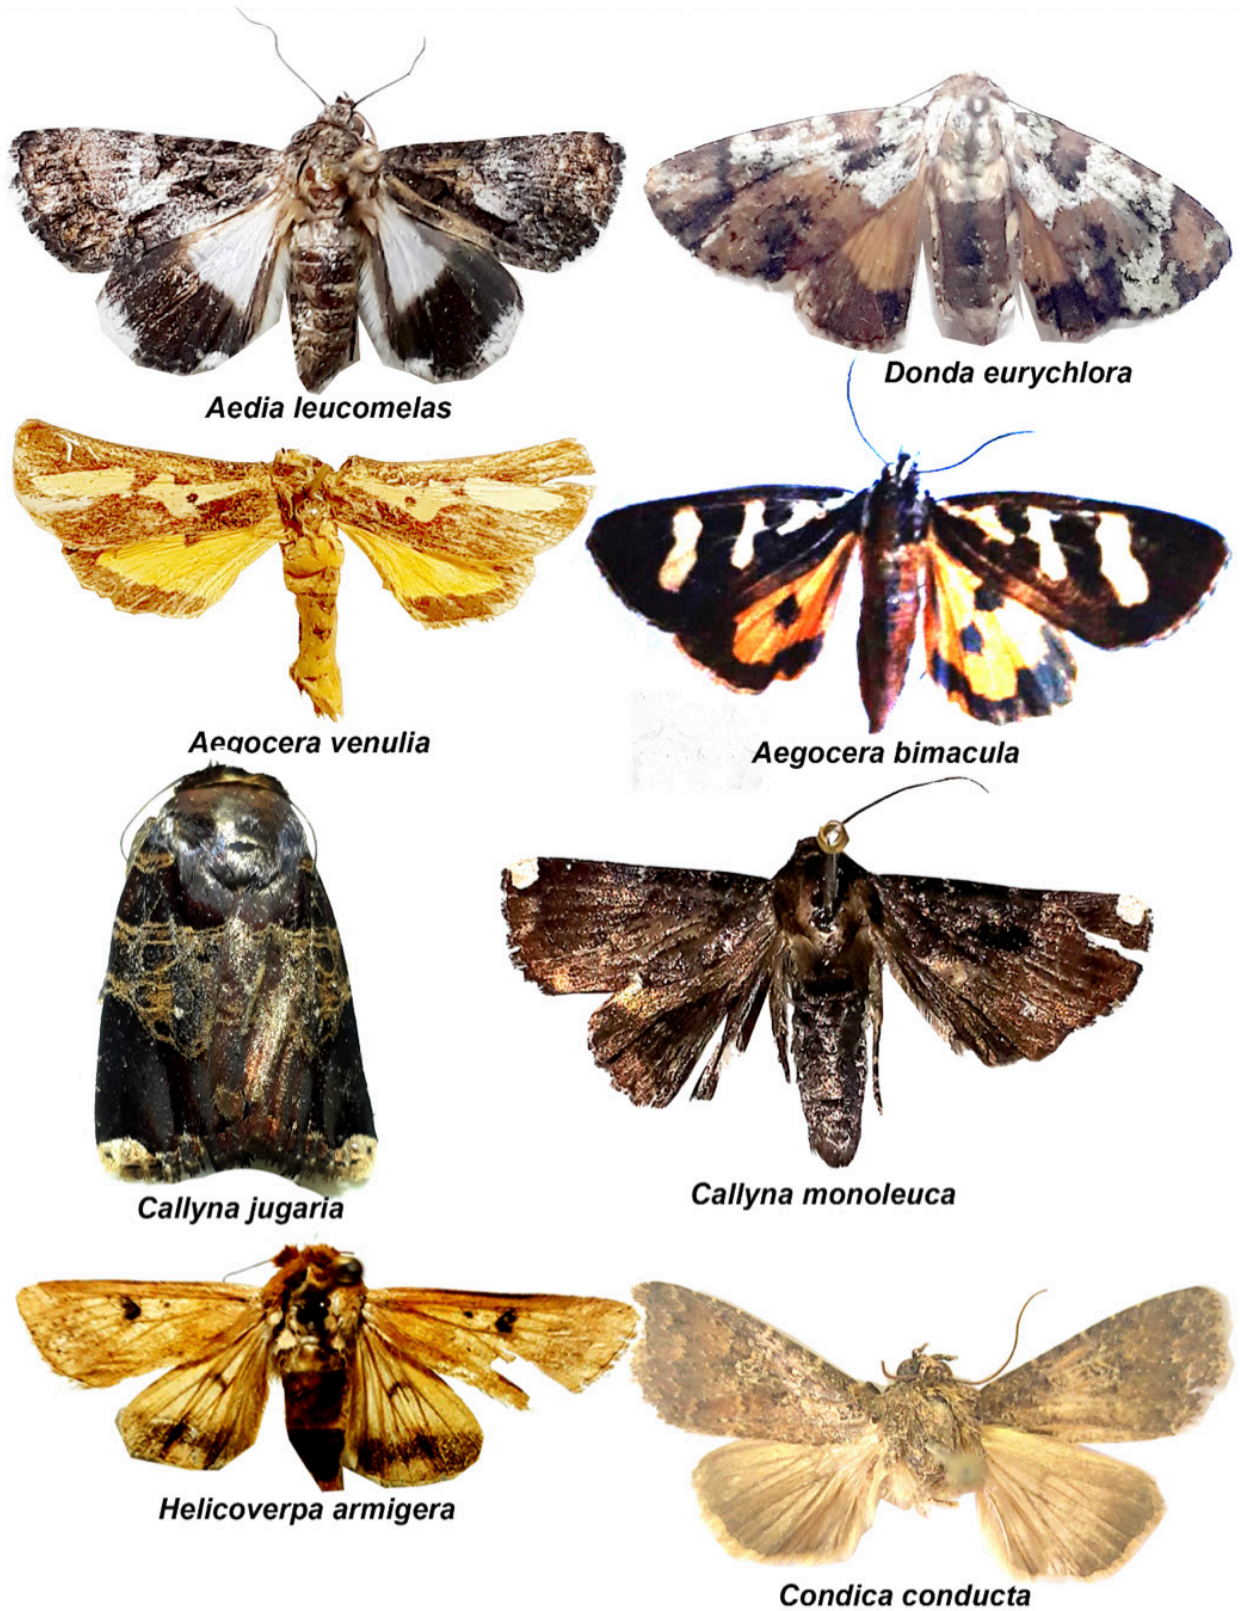 Aedia leucomelas
Donda eurychlora
Aegocera venulia
Aegocera bimacula
Callyna jugaria
Callyna monoleuca
Helicoverpa armigera
Condica conducta